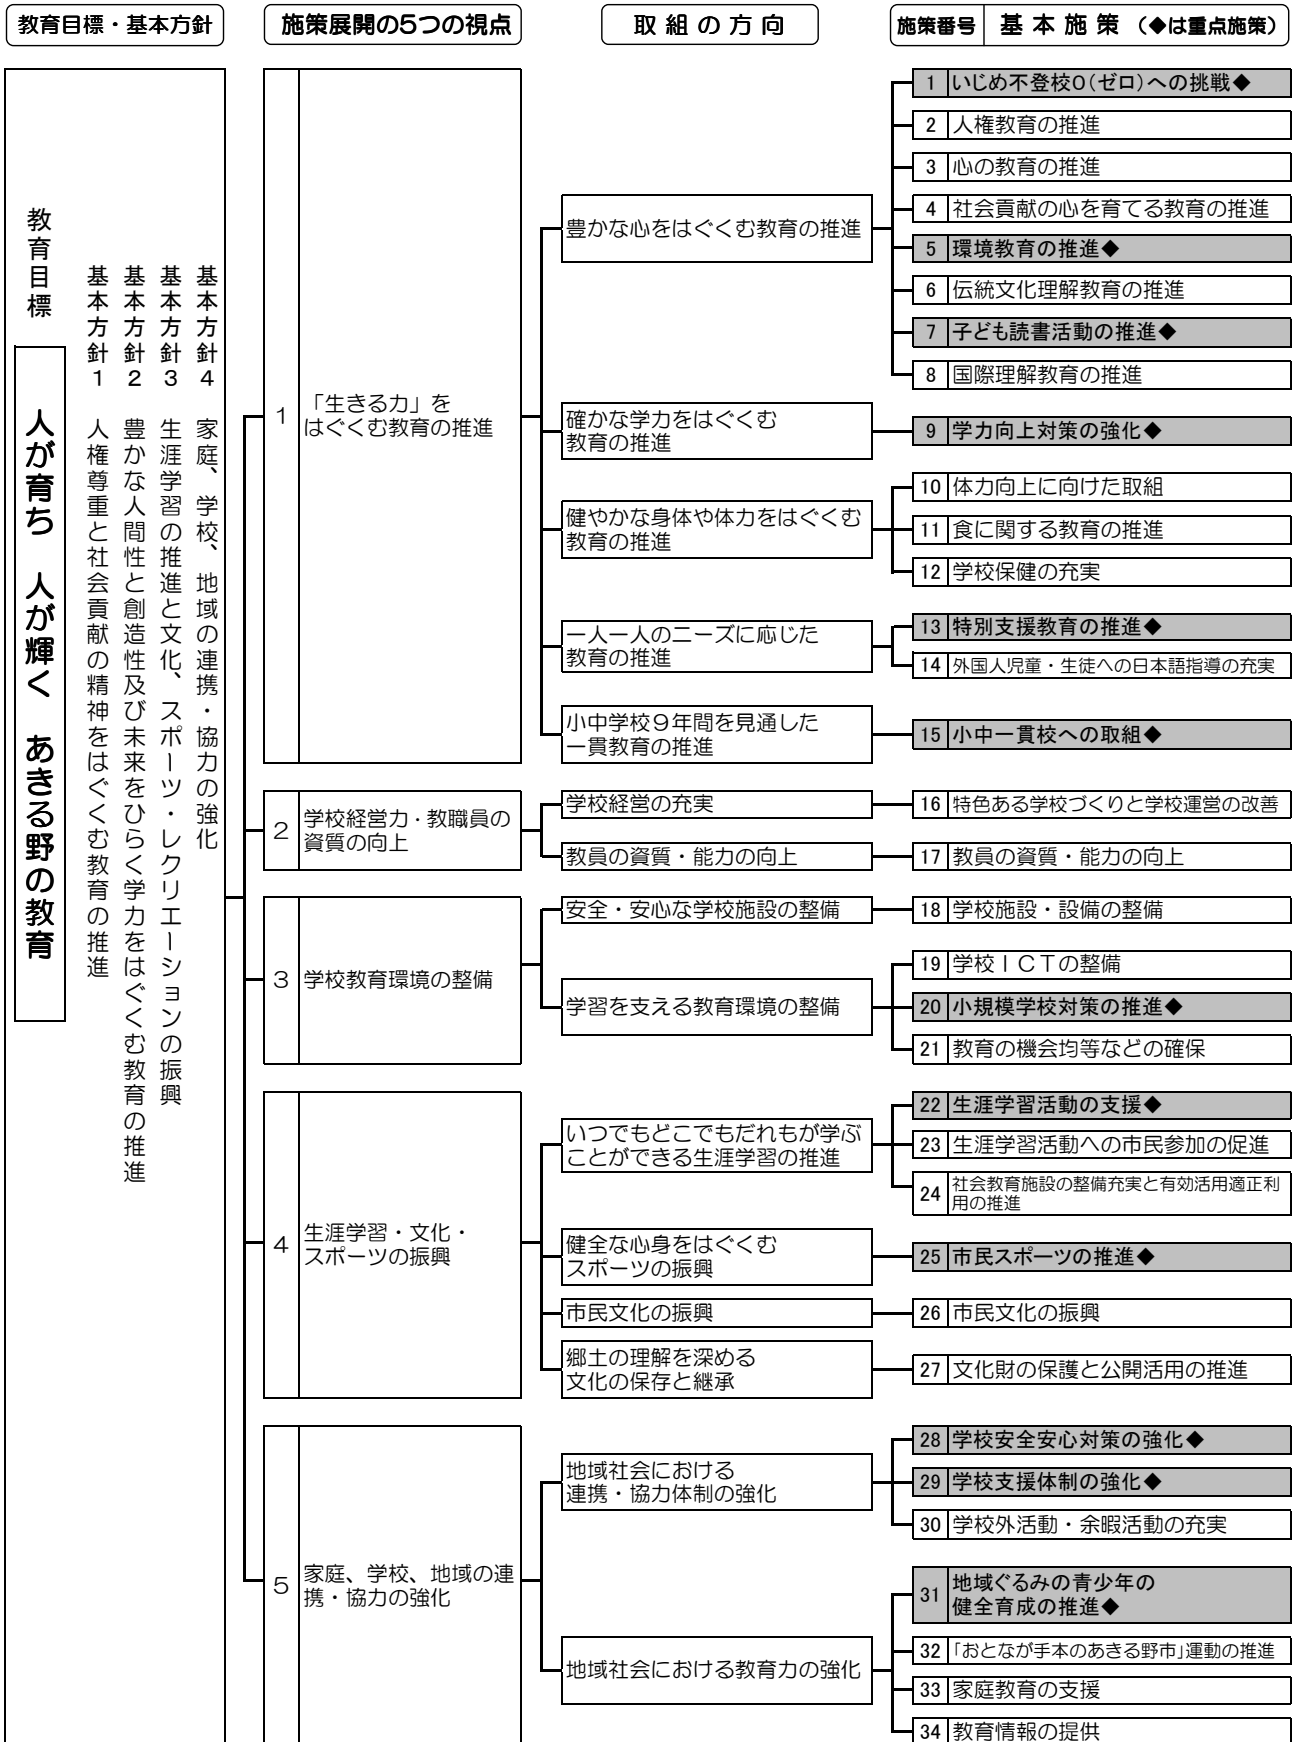 教育目標・基本方針
施策展開の5つの視点
取組の方向
施策番号 基本施策 (◆は重点施策)
教育目標
人が育ち 人が輝く あきる野の教育
基本方針1 人権尊重と社会貢献の精神をはぐくむ教育の推進
基本方針2 豊かな人間性と創造性及び未来をひらく学力をはぐくむ教育の推進
基本方針3 生涯学習の推進と文化、スポーツ・レクリエーションの振興
基本方針4 家庭、学校、地域の連携・協力の強化
1 「生きる力」を
はぐくむ教育の推進
豊かな心をはぐくむ教育の推進
1 いじめ不登校0(ゼロ)への挑戦◆
2 人権教育の推進
3 心の教育の推進
4 社会貢献の心を育てる教育の推進
5 環境教育の推進◆
6 伝統文化理解教育の推進
7 子ども読書活動の推進◆
8 国際理解教育の推進
確かな学力をはぐくむ
教育の推進
9 学力向上対策の強化◆
健やかな身体や体力をはぐくむ
教育の推進
10 体力向上に向けた取組
11 食に関する教育の推進
12 学校保健の充実
一人一人のニーズに応じた
教育の推進
13 特別支援教育の推進◆
14 外国人児童・生徒への日本語指導の充実
小中学校9年間を見通した
一貫教育の推進
15 小中一貫校への取組◆
2 学校経営力・教職員の
資質の向上
学校経営の充実
16 特色ある学校づくりと学校運営の改善
教員の資質・能力の向上
17 教員の資質・能力の向上
3 学校教育環境の整備
安全・安心な学校施設の整備
18 学校施設・設備の整備
学習を支える教育環境の整備
19 学校ICTの整備
20 小規模学校対策の推進◆
21 教育の機会均等などの確保
4 生涯学習・文化・
スポーツの振興
いつでもどこでもだれもが学ぶ
ことができる生涯学習の推進
22 生涯学習活動の支援◆
23 生涯学習活動への市民参加の促進
24 社会教育施設の整備充実と有効活用適正利
用の推進
健全な心身をはぐくむ
スポーツの振興
25 市民スポーツの推進◆
市民文化の振興
26 市民文化の振興
郷土の理解を深める
文化の保存と継承
27 文化財の保護と公開活用の推進
5 家庭、学校、地域の連
携・協力の強化
地域社会における
連携・協力体制の強化
28 学校安全安心対策の強化◆
29 学校支援体制の強化◆
30 学校外活動・余暇活動の充実
地域社会における教育力の強化
31 地域ぐるみの青少年の
健全育成の推進◆
32 「おとなが手本のあきる野市」運動の推進
33 家庭教育の支援
34 教育情報の提供